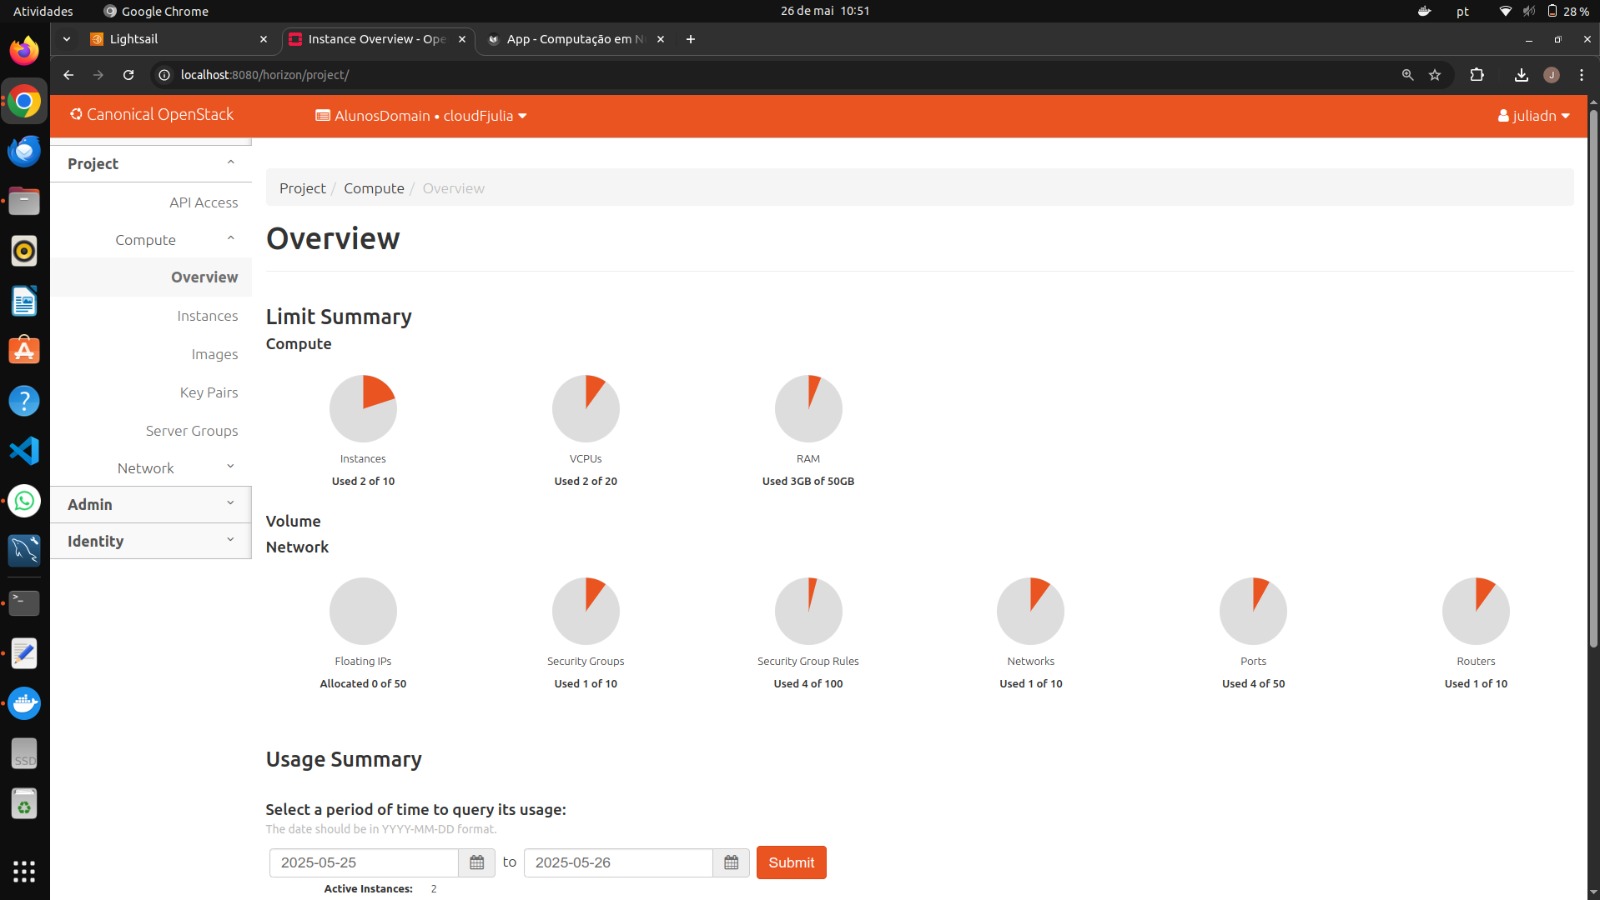 Atividades
Google Chrome
26 de mai 10:51
pt
28 %
Lightsail
Instance Overview - Ope
App - Computação em N
localhost:8080/horizon/project/
J
Canonical OpenStack
AlunosDomain • cloudFjulia
juliadn
Project
API Access
Compute
Overview
Instances
Images
Key Pairs
Server Groups
Network
Admin
Identity
Project / Compute / Overview
Overview
Limit Summary
Compute
Instances
Used 2 of 10
VCPUs
Used 2 of 20
RAM
Used 3GB of 50GB
Volume
Network
Floating IPs
Allocated 0 of 50
Security Groups
Used 1 of 10
Security Group Rules
Used 4 of 100
Networks
Used 1 of 10
Ports
Used 4 of 50
Routers
Used 1 of 10
Usage Summary
Select a period of time to query its usage:
The date should be in YYYY-MM-DD format.
2025-05-25 to 2025-05-26 Submit
Active Instances: 2
SSD